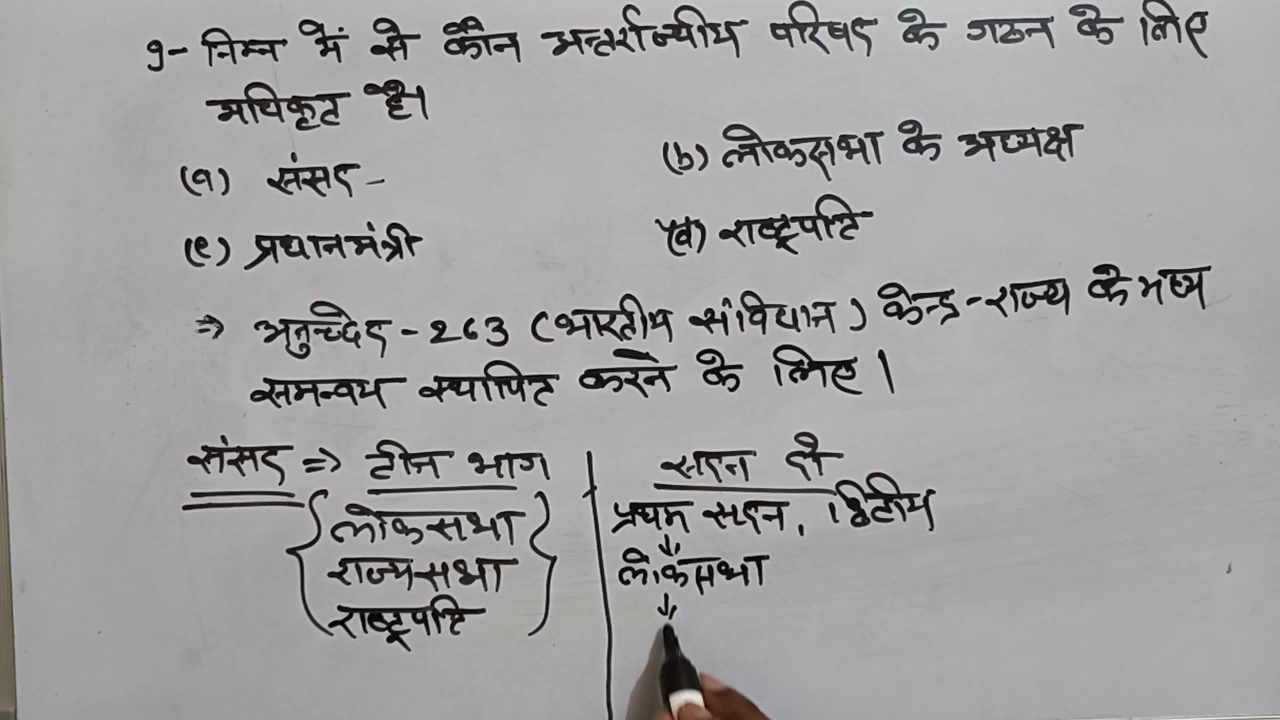 9- निम्न में से कौन अन्तर्राज्यीय परिषद के गठन के लिए
अधिकृत है।
(a) संसद -
(b) लोकसभा के अध्यक्ष
(c) प्रधानमंत्री
(d) राष्ट्रपति
⇒ अनुच्छेद - 263 (भारतीय संविधान) केन्द्र - राज्य के मध्य
समन्वय स्थापित करने के लिए।
संसद ⇒ तीन भाग
{ लोकसभा }
राज्यसभा
राष्ट्रपति
सदन दो
प्रथम सदन, द्वितीय
↓
लोकसभा
↓